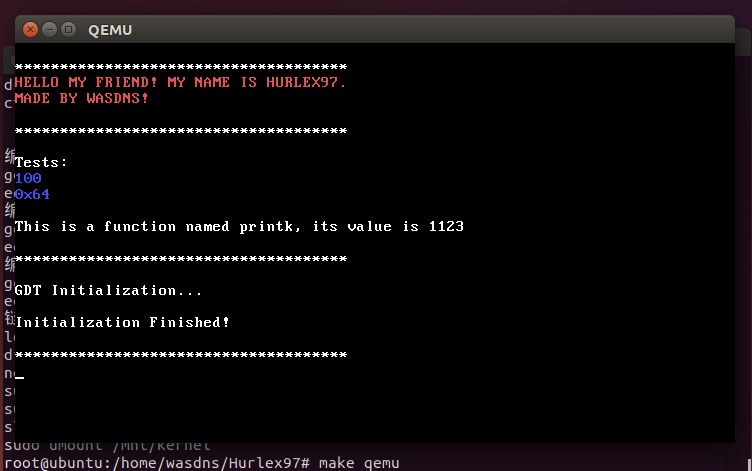 QEMU
*************************************
HELLO MY FRIEND! MY NAME IS HURLEX97.
MADE BY WASDNS!
*************************************
Tests:
100
0x64
This is a function named printk, its value is 1123
*************************************
GDT Initialization...
Initialization Finished!
*************************************
sudo umount /mnt/kernel
root@ubuntu:/home/wasdns/Hurlex97# make qemu